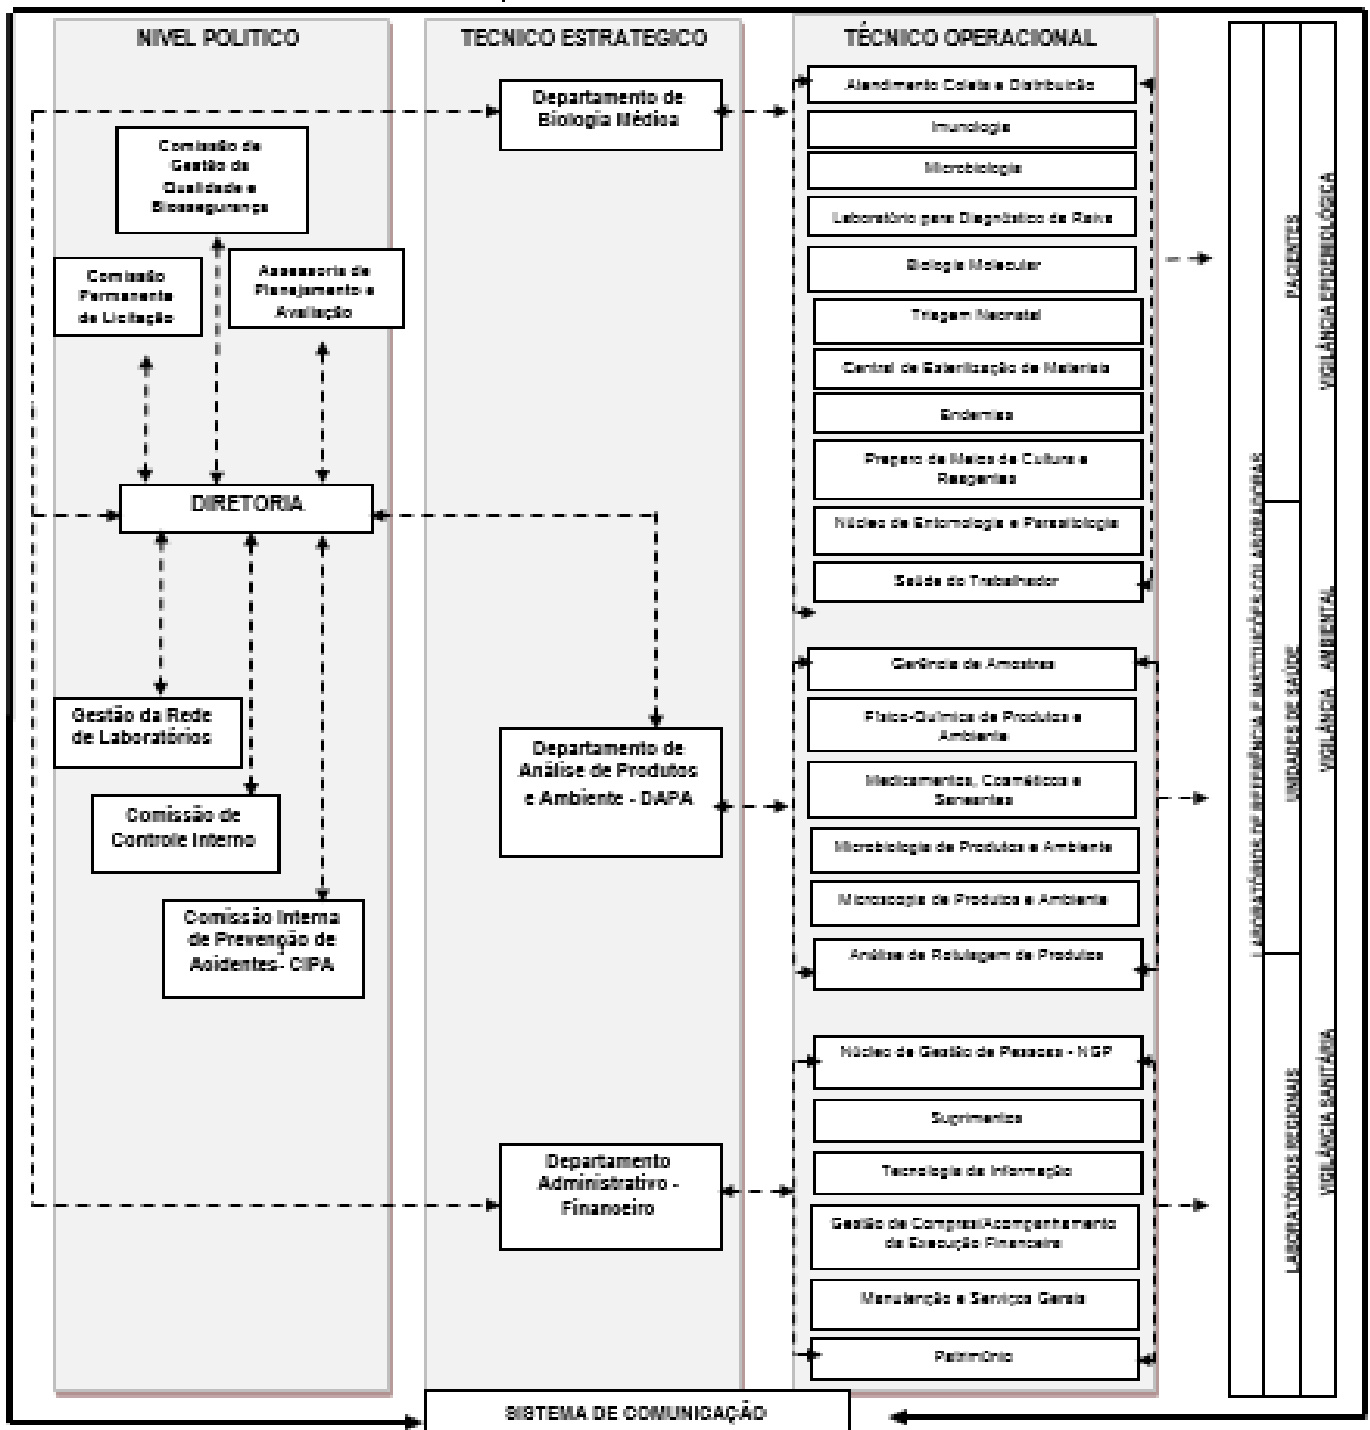 NIVEL POLITICO
TECNICO ESTRATEGICO
TÉCNICO OPERACIONAL
Comissão de
Gestão da
Qualidade e
Biossegurança
Comissão
Permanente
de Licitação
Assessoria de
Planejamento e
Avaliação
DIRETORIA
Gestão da Rede
de Laboratórios
Comissão de
Controle Interno
Comissão Interna
de Prevenção de
Acidentes- CIPA
Departamento de
Biologia Médica
Departamento de
Análise de Produtos
e Ambiente - DAPA
Departamento
Administrativo -
Financeiro
Atendimento Coleta e Distribuição
Imunologia
Microbiologia
Laboratório para Diagnóstico de Raiva
Biologia Molecular
Triagem Neonatal
Central de Esterilização de Materiais
Endemias
Preparo de Meios de Cultura e
Reagentes
Núcleo de Entomologia e Parasitologia
Saúde do Trabalhador
Gerência de Amostras
Físico-Química de Produtos e
Ambiente
Medicamentos, Cosméticos e
Saneantes
Microbiologia de Produtos e Ambiente
Microscopia de Produtos e Ambiente
Análise de Rotulagem de Produtos
Núcleo de Gestão de Pessoas - NGP
Suprimentos
Tecnologia da Informação
Gestão de Compras/Acompanhamento
da Execução Financeira
Manutenção e Serviços Gerais
Patrimônio
LABORATÓRIOS DE REFERÊNCIA E INSTITUIÇÕES COLABORADORAS
PACIENTES
UNIDADES DE SAÚDE
LABORATÓRIOS REGIONAIS
VIGILÂNCIA EPIDEMIOLÓGICA
VIGILÂNCIA AMBIENTAL
VIGILÂNCIA SANITÁRIA
SISTEMA DE COMUNICAÇÃO